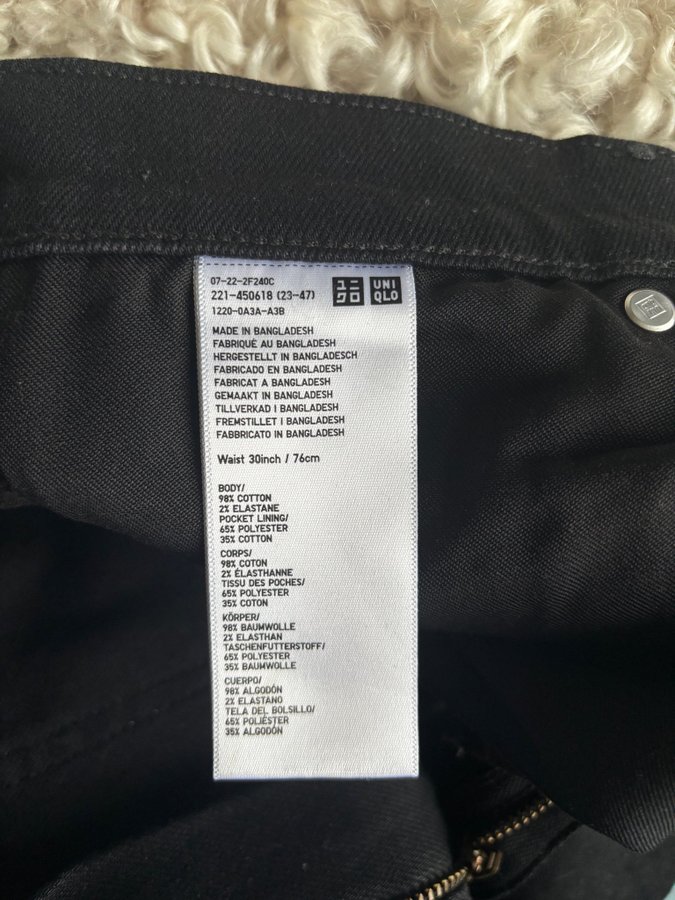 07-22-2F240C
221-450618 (23-47)
1220-0A3A-A3B
ユニ
クロ
UNI
QLO
MADE IN BANGLADESH
FABRIQUÉ AU BANGLADESH
HERGESTELLT IN BANGLADESCH
FABRICADO EN BANGLADESH
FABRICAT A BANGLADESH
GEMAAKT IN BANGLADESH
TILLVERKAD I BANGLADESH
FREMSTILLET I BANGLADESH
FABBRICATO IN BANGLADESH
Waist 30inch / 76cm
BODY/
98% COTTON
2% ELASTANE
POCKET LINING/
65% POLYESTER
35% COTTON
CORPS/
98% COTON
2% ÉLASTHANNE
TISSU DES POCHES/
65% POLYESTER
35% COTON
KÖRPER/
98% BAUMWOLLE
2% ELASTHAN
TASCHENFUTTERSTOFF/
65% POLYESTER
35% BAUMWOLLE
CUERPO/
98% ALGODÓN
2% ELASTANO
TELA DEL BOLSILLO/
65% POLIÉSTER
35% ALGODÓN